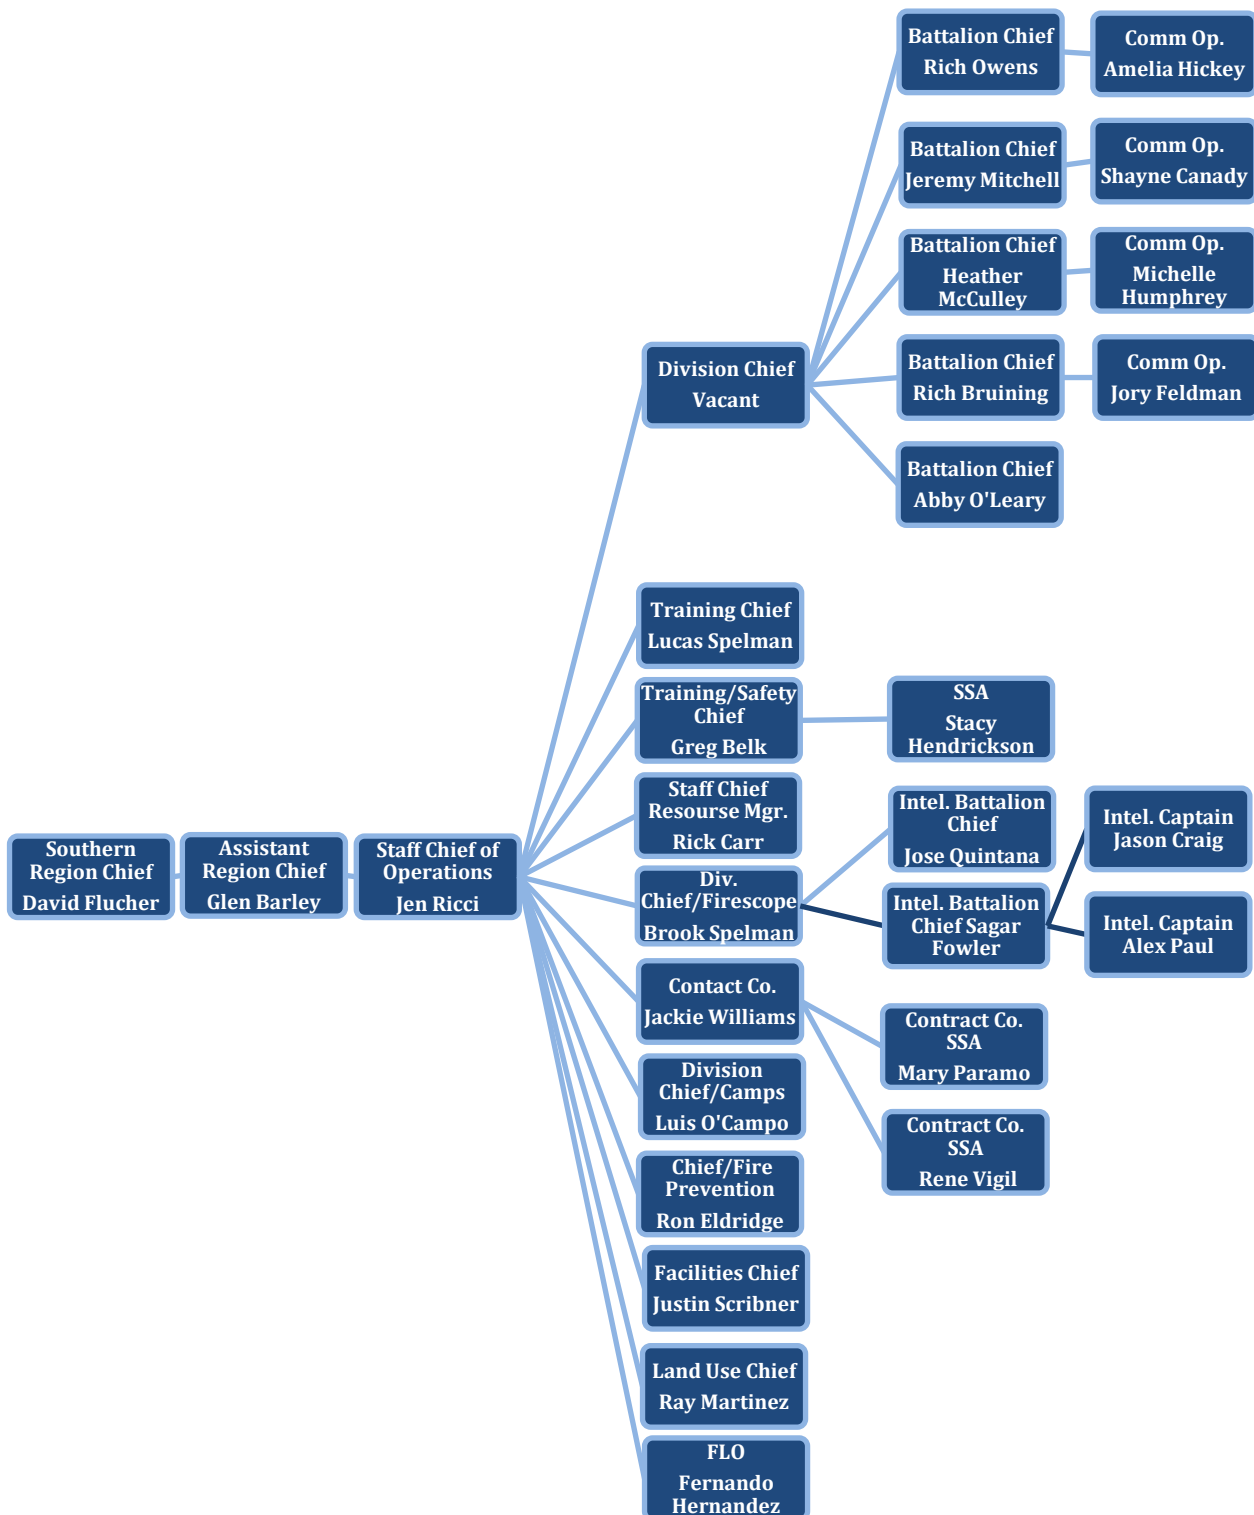 Battalion Chief
Rich Owens
Comm Op.
Amelia Hickey
Battalion Chief
Jeremy Mitchell
Comm Op.
Shayne Canady
Battalion Chief
Heather
McCulley
Comm Op.
Michelle
Humphrey
Division Chief
Vacant
Battalion Chief
Rich Bruining
Comm Op.
Jory Feldman
Battalion Chief
Abby O'Leary
Training Chief
Lucas Spelman
Training/Safety
Chief
Greg Belk
SSA
Stacy
Hendrickson
Staff Chief
Resourse Mgr.
Rick Carr
Intel. Battalion
Chief
Jose Quintana
Intel. Captain
Jason Craig
Southern
Region Chief
David Flucher
Assistant
Region Chief
Glen Barley
Staff Chief of
Operations
Jen Ricci
Div.
Chief/Firescope
Brook Spelman
Intel. Battalion
Chief Sagar
Fowler
Intel. Captain
Alex Paul
Contact Co.
Jackie Williams
Contract Co.
SSA
Mary Paramo
Division
Chief/Camps
Luis O'Campo
Contract Co.
SSA
Rene Vigil
Chief/Fire
Prevention
Ron Eldridge
Facilities Chief
Justin Scribner
Land Use Chief
Ray Martinez
FLO
Fernando
Hernandez